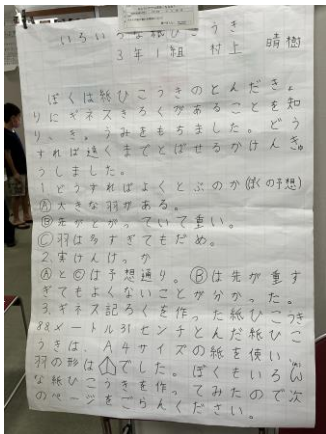 いろいろな紙ひこうき
3年1組 村上 晴樹
ぼくは紙ひこうきのとんだき。
りにギネスきろくがあることを知
り、き。うみをもちました。どう
すれば遠くまでとばせるかけんきゅ
うしました。
1どうすればよくとぶのか(ぼくの予想)
Ⓐ大きな羽がある。
Ⓑ先がとがっていて重い。
Ⓒ羽は多すぎてもだめ。
2.実けんけっか
ⒶとⒸは予想通り。Ⓑは先が重す
ぎてもよくないことが分かった。
3.ギネス記ろくを作った紙ひこうき
88メートル31センチとんだ紙ひこ
うきは、A4サイズの紙を使い
羽の形は でした。ぼくもいろん
な紙ひこうきを作ってみたので次
のページをごらんください。